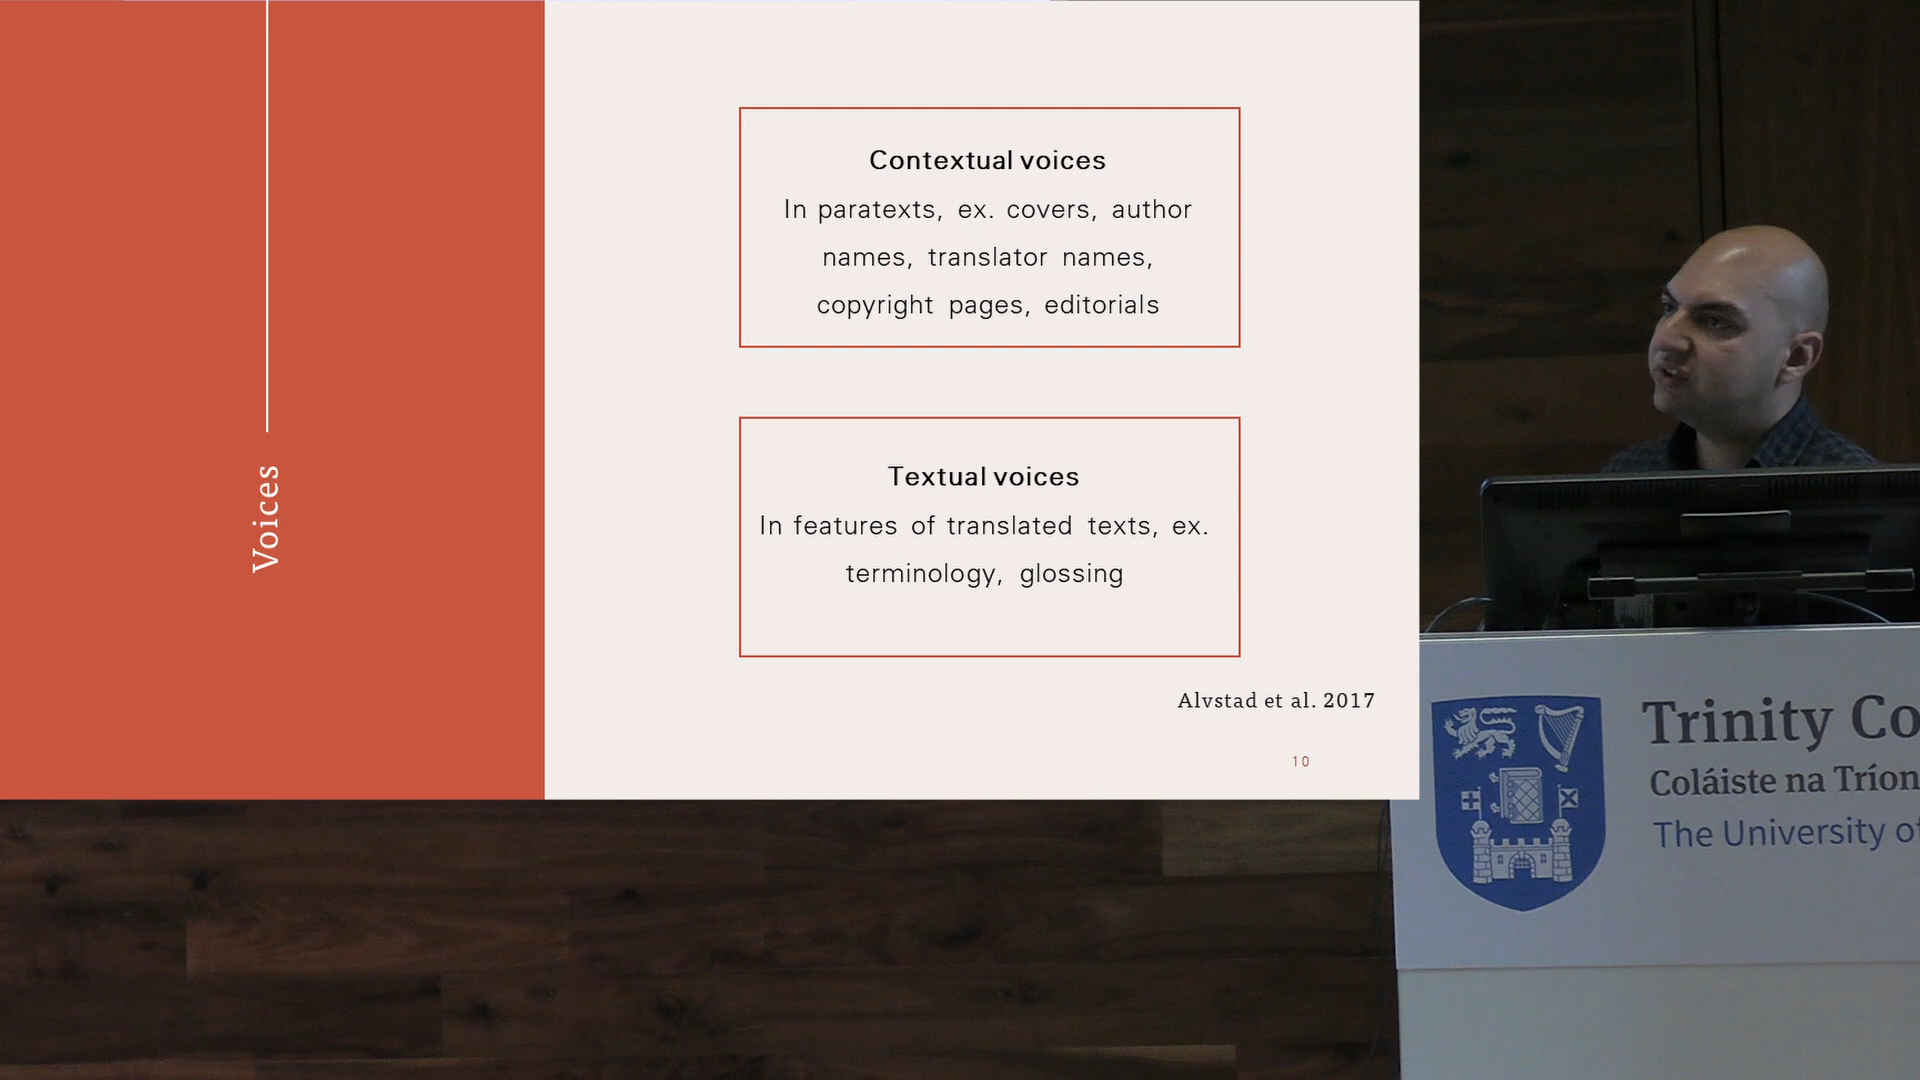 Voices
Contextual voices
In paratexts, ex. covers, author
names, translator names,
copyright pages, editorials
Textual voices
In features of translated texts, ex.
terminology, glossing
Alvstad et al. 2017
10
Trinity Co
Coláiste na Tríon
The University of